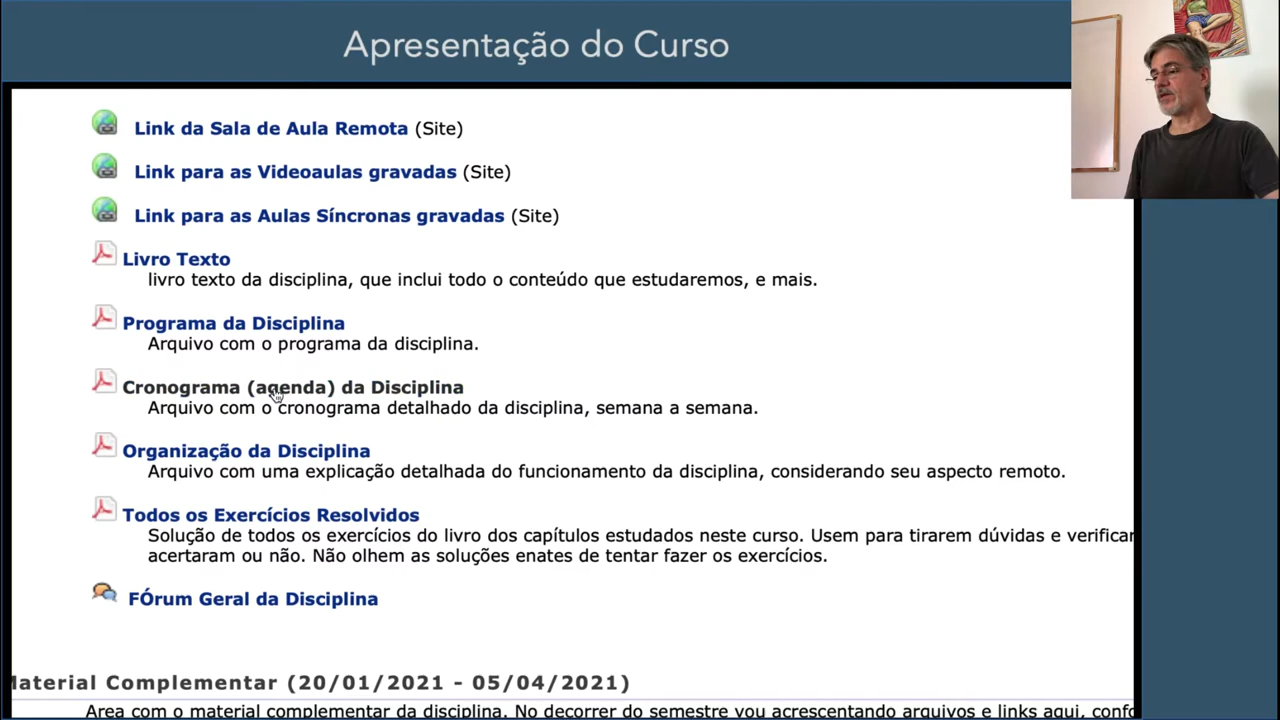 Apresentação do Curso
Link da Sala de Aula Remota (Site)
Link para as Videoaulas gravadas (Site)
Link para as Aulas Síncronas gravadas (Site)
Livro Texto
livro texto da disciplina, que inclui todo o conteúdo que estudaremos, e mais.
Programa da Disciplina
Arquivo com o programa da disciplina.
Cronograma (agenda) da Disciplina
Arquivo com o cronograma detalhado da disciplina, semana a semana.
Organização da Disciplina
Arquivo com uma explicação detalhada do funcionamento da disciplina, considerando seu aspecto remoto.
Todos os Exercícios Resolvidos
Solução de todos os exercícios do livro dos capítulos estudados neste curso. Usem para tirarem dúvidas e verificar
acertaram ou não. Não olhem as soluções enates de tentar fazer os exercícios.
FÓrum Geral da Disciplina
Material Complementar (20/01/2021 - 05/04/2021)
Area com o material complementar da disciplina. No decorrer do semestre vou acrescentando arquivos e links aqui, confo